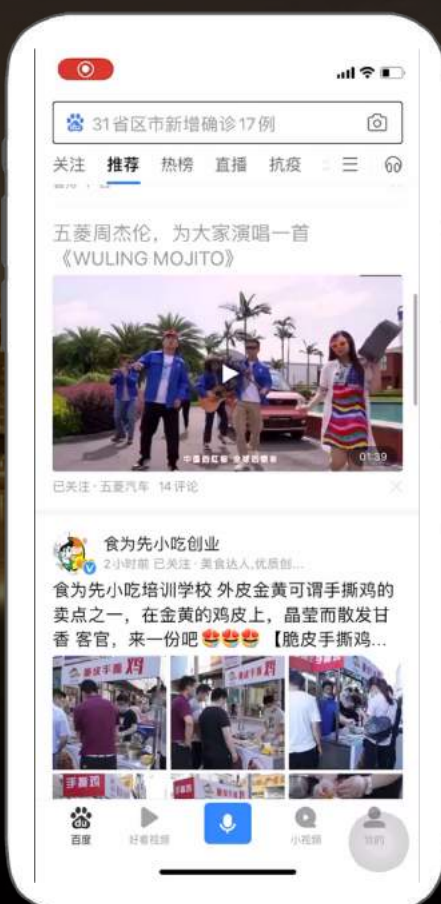 31省区市新增确诊17例
关注 推荐 热榜 直播 抗疫
五菱周杰伦，为大家演唱一首
《WULING MOJITO》
01:39
已关注·五菱汽车 14评论
食为先小吃创业
2小时前 已关注·美食达人,优质创...
食为先小吃培训学校 外皮金黄可谓手撕鸡的
卖点之一，在金黄的鸡皮上，晶莹而散发甘
香 客官，来一份吧😍😍😍 【脆皮手撕鸡...
脆皮手撕鸡
手撕鸡
百度 好看视频 小视频 我的